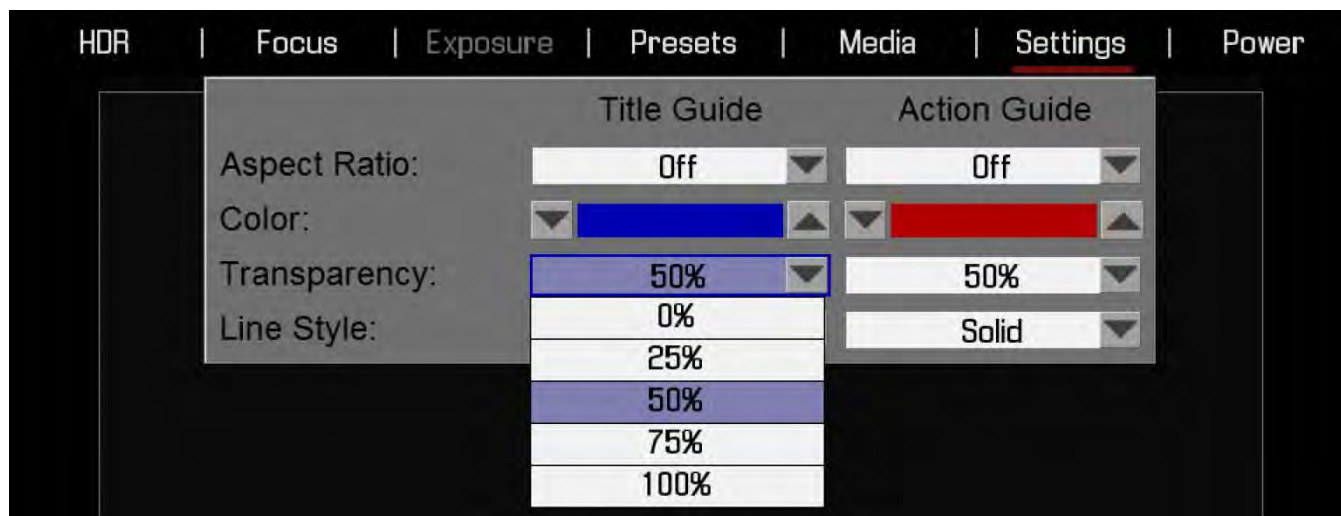 HDR | Focus | Exposure | Presets | Media | Settings | Power
Title Guide Action Guide
Aspect Ratio: Off Off
Color:
Transparency: 50% 50%
0%
Line Style: Solid
25%
50%
75%
100%